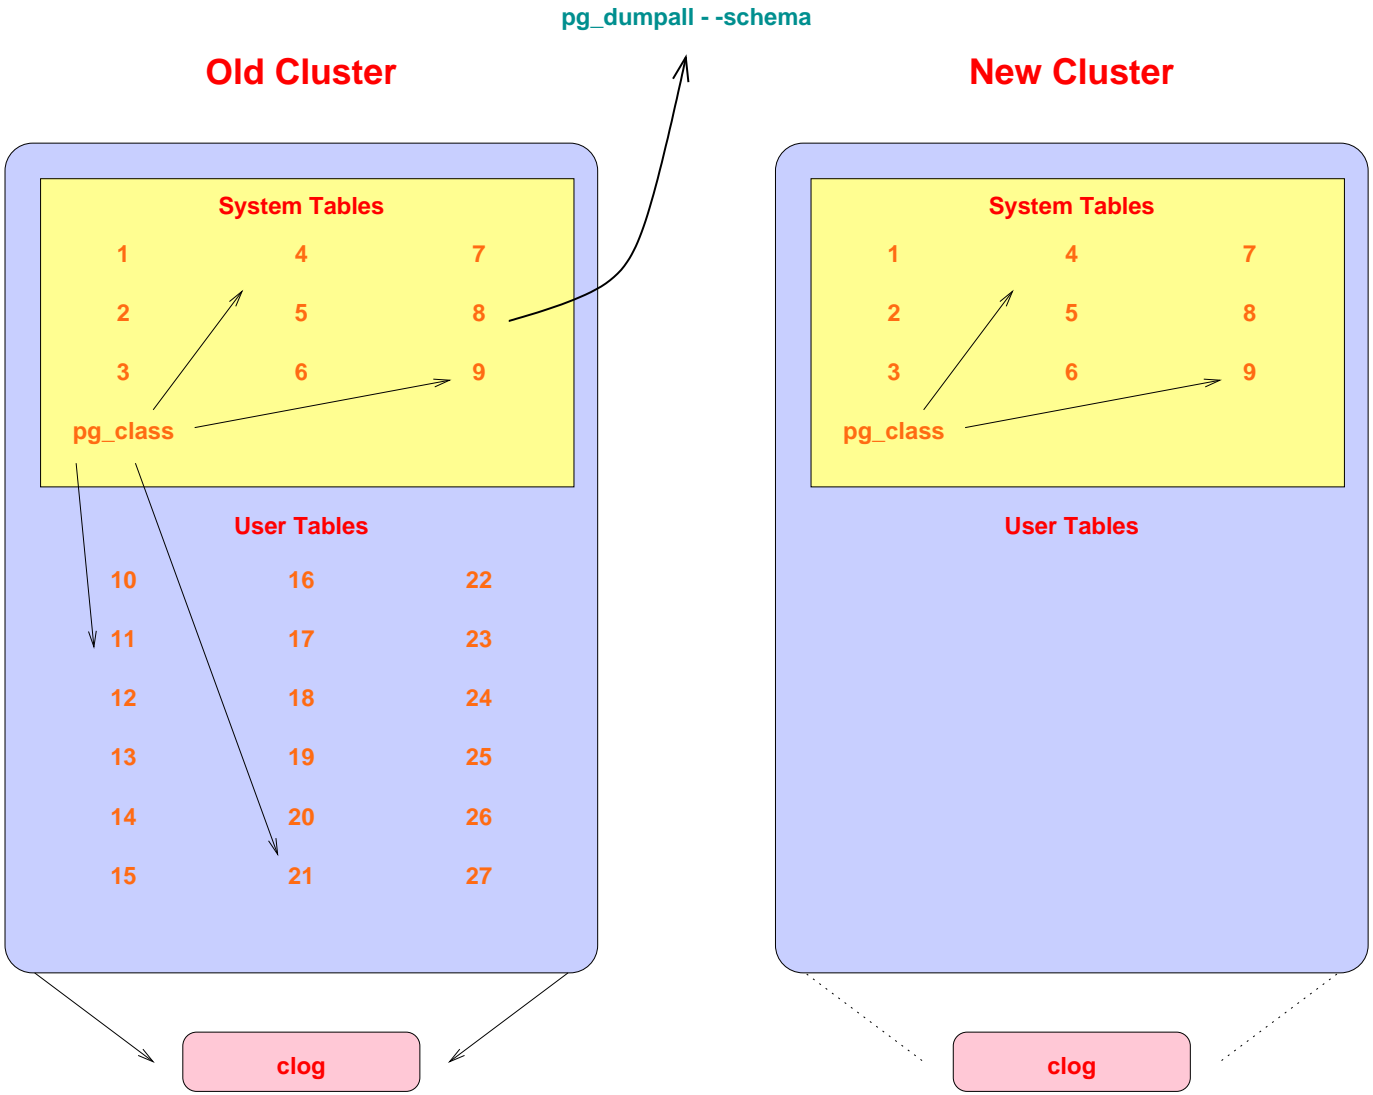 pg_dumpall - -schema
Old Cluster
New Cluster
System Tables
1 4 7
2 5 8
3 6 9
pg_class
User Tables
10 16 22
11 17 23
12 18 24
13 19 25
14 20 26
15 21 27
clog
System Tables
1 4 7
2 5 8
3 6 9
pg_class
User Tables
clog